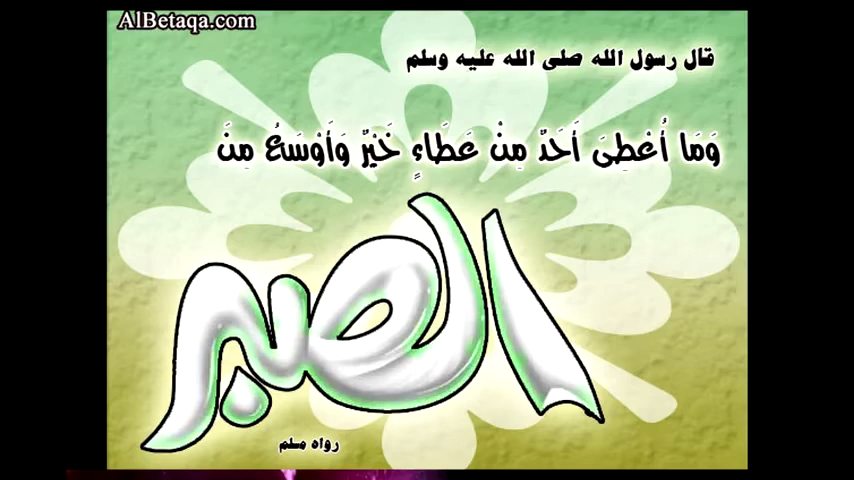 AlBetaqa.com
قال رسول الله صلى الله عليه وسلم
وَمَا أُعْطِىَ أَحَدٌ مِنْ عَطَاءٍ خَيْرٌ وَأَوْسَعُ مِنَ
الصبر
رواه مسلم